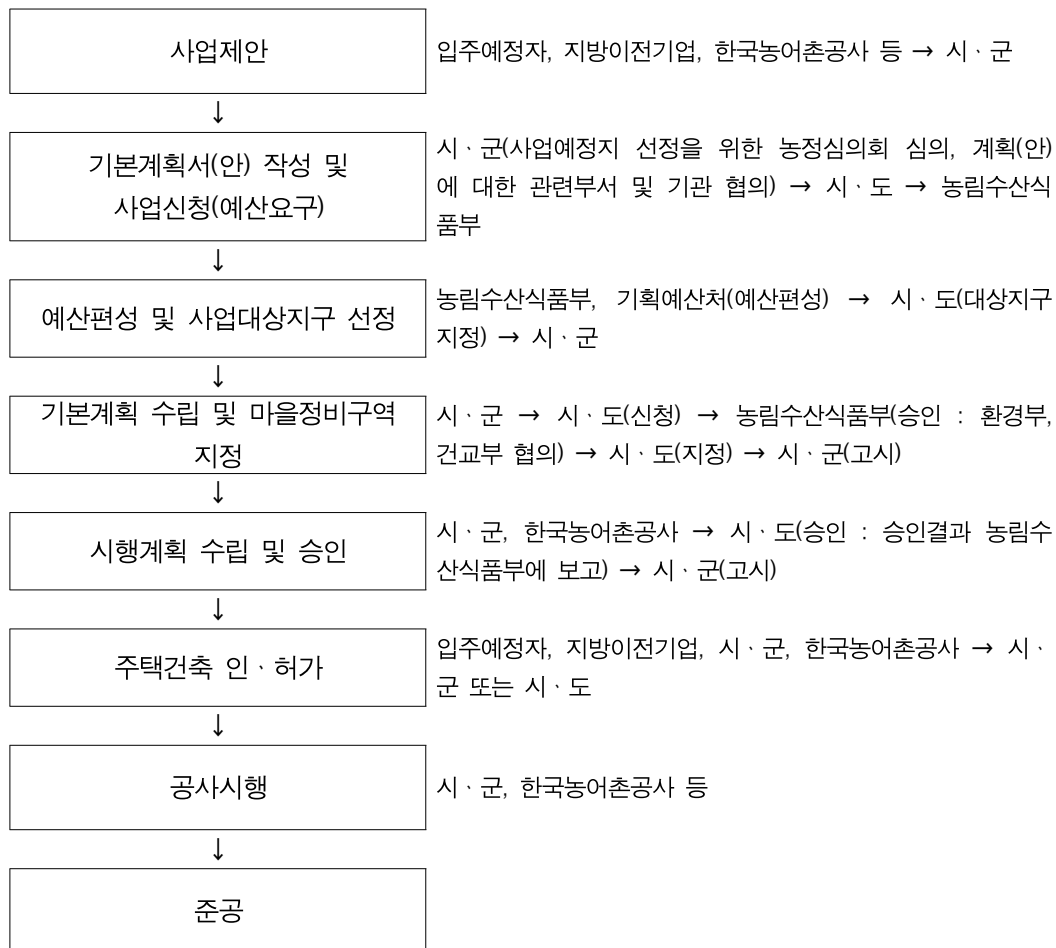 사업제안
입주예정자, 지방이전기업, 한국농어촌공사 등 → 시ㆍ군
↓
기본계획서(안) 작성 및
사업신청(예산요구)
시ㆍ군(사업예정지 선정을 위한 농정심의회 심의, 계획(안)
에 대한 관련부서 및 기관 협의) → 시ㆍ도 → 농림수산식
품부
↓
예산편성 및 사업대상지구 선정
농림수산식품부, 기획예산처(예산편성) → 시ㆍ도(대상지구
지정) → 시ㆍ군
↓
기본계획 수립 및 마을정비구역
지정
시ㆍ군 → 시ㆍ도(신청) → 농림수산식품부(승인 : 환경부,
건교부 협의) → 시ㆍ도(지정) → 시ㆍ군(고시)
↓
시행계획 수립 및 승인
시ㆍ군, 한국농어촌공사 → 시ㆍ도(승인 : 승인결과 농림수
산식품부에 보고) → 시ㆍ군(고시)
↓
주택건축 인ㆍ허가
입주예정자, 지방이전기업, 시ㆍ군, 한국농어촌공사 → 시ㆍ
군 또는 시ㆍ도
↓
공사시행
시ㆍ군, 한국농어촌공사 등
↓
준공